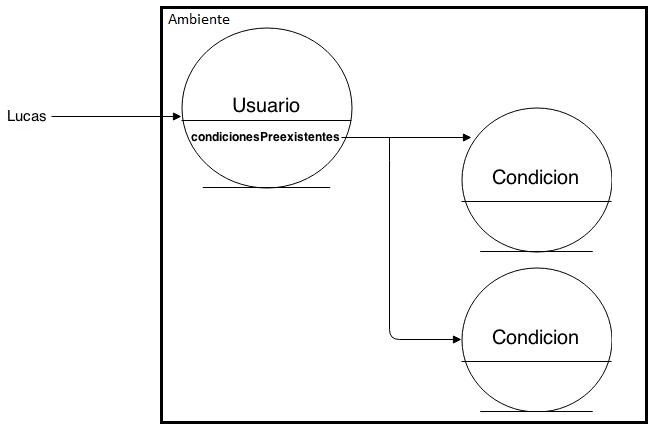 Ambiente
Usuario
Lucas
condicionesPreexistentes
Condicion
Condicion